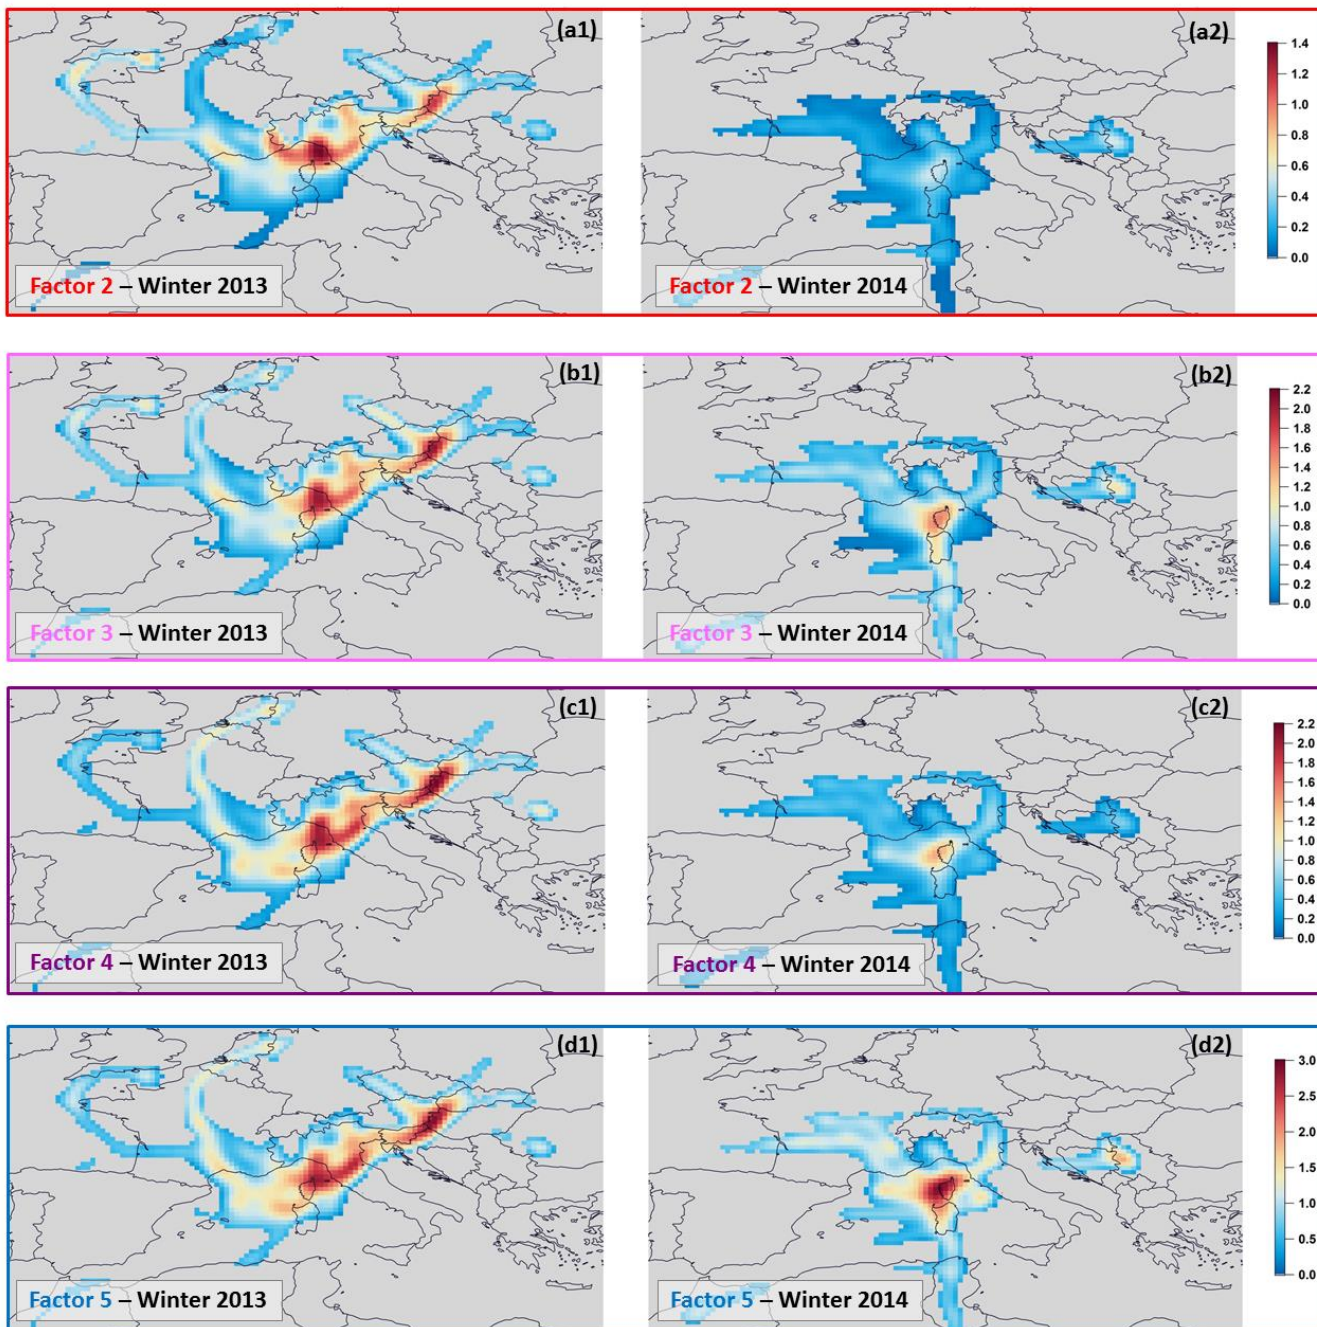 (a1)
(a2)
1.4
1.2
1.0
0.8
0.6
0.4
0.2
0.0
Factor 2 – Winter 2013
Factor 2 – Winter 2014
(b1)
(b2)
2.2
2.0
1.8
1.6
1.4
1.2
1.0
0.8
0.6
0.4
0.2
0.0
Factor 3 – Winter 2013
Factor 3 – Winter 2014
(c1)
(c2)
2.2
2.0
1.8
1.6
1.4
1.2
1.0
0.8
0.6
0.4
0.2
0.0
Factor 4 – Winter 2013
Factor 4 – Winter 2014
(d1)
(d2)
3.0
2.5
2.0
1.5
1.0
0.5
0.0
Factor 5 – Winter 2013
Factor 5 – Winter 2014